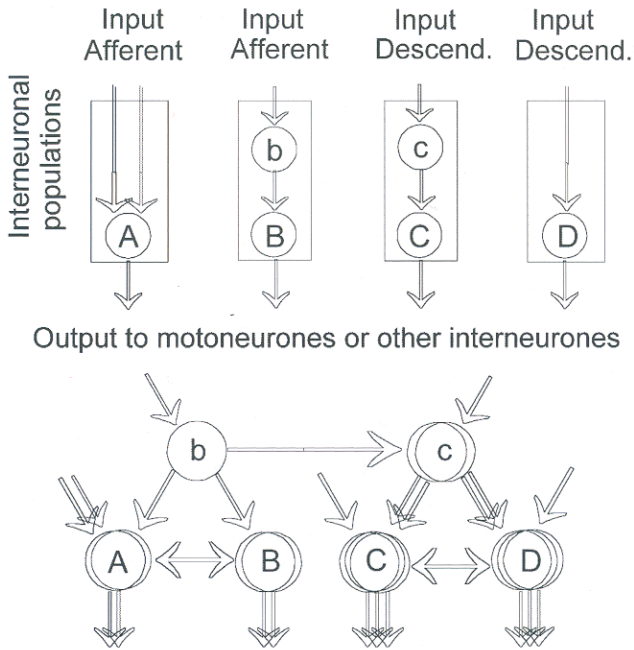 Input Afferent
Input Afferent
Input Descend.
Input Descend.
Interneuronal populations
b
c
A
B
C
D
Output to motoneurones or other interneurones
b
c
A
B
C
D